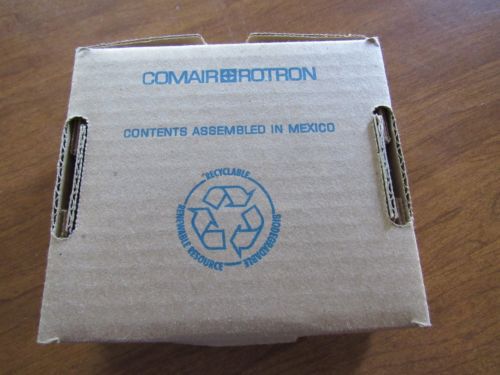 COMAIR ROTRON
CONTENTS ASSEMBLED IN MEXICO
RECYCLABLE
BIODEGRADABLE
RENEWABLE RESOURCE